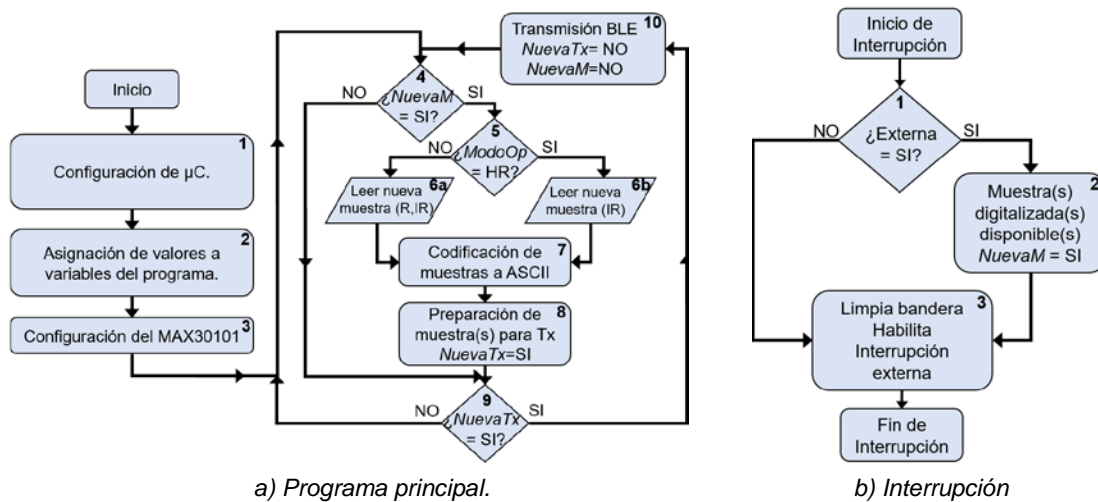 Inicio
1
Configuración de µC.
2
Asignación de valores a
variables del programa.
Configuración del MAX30101
3
10
Transmisión BLE
NuevaTx= NO
NuevaM=NO
4
NO
¿NuevaM
= SI?
SI
5
NO
¿ModoOp
= HR?
SI
6a
Leer nueva
muestra (R,IR)
6b
Leer nueva
muestra (IR)
7
Codificación de
muestras a ASCII
8
Preparación de
muestra(s) para Tx
NuevaTx=SI
9
NO
¿NuevaTx
= SI?
SI
a) Programa principal.
Inicio de
Interrupción
1
NO
¿Externa
= SI?
SI
2
Muestra(s)
digitalizada(s)
disponible(s)
NuevaM = SI
3
Limpia bandera
Habilita
Interrupción
externa
Fin de
Interrupción
b) Interrupción